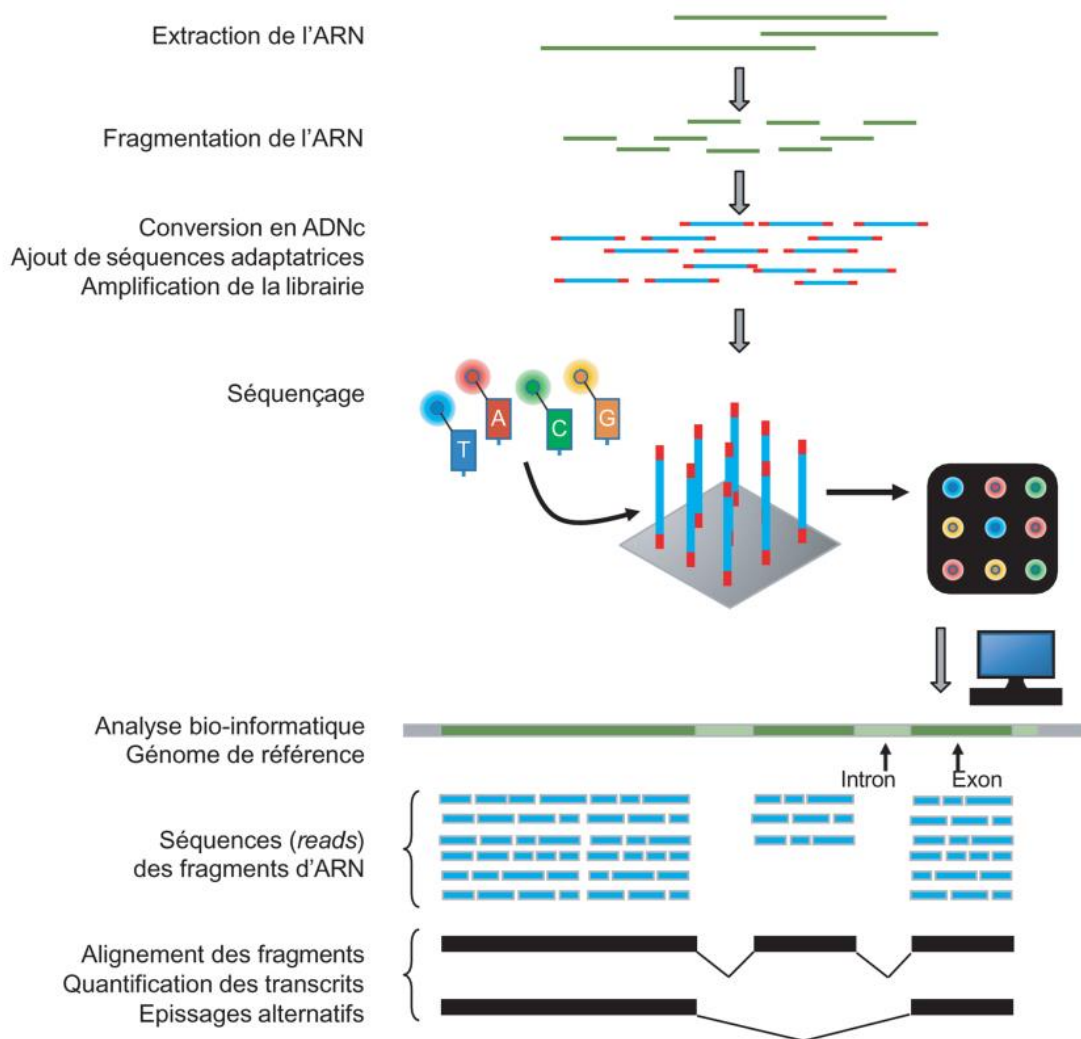 Extraction de l'ARN
Fragmentation de l'ARN
Conversion en ADNc
Ajout de séquences adaptatrices
Amplification de la librairie
Séquençage
T
A
C
G
Analyse bio-informatique
Génome de référence
Intron
Exon
Séquences (reads)
des fragments d'ARN
Alignement des fragments
Quantification des transcrits
Epissages alternatifs